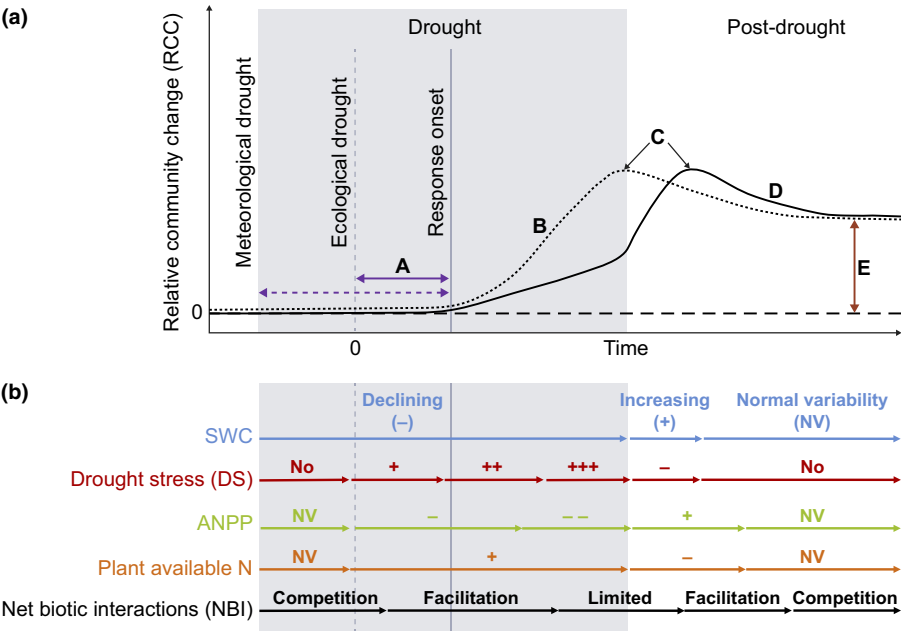 (a)
Drought
Post-drought
Relative community change (RCC)
Meteorological drought
Ecological drought
Response onset
A
B
C
D
E
0
0
Time
(b)
Declining
(–)
Increasing
(+)
Normal variability
(NV)
SWC
Drought stress (DS)
No
+
++
+++
–
No
ANPP
NV
–
– –
+
NV
Plant available N
NV
+
–
NV
Net biotic interactions (NBI)
Competition
Facilitation
Limited
Facilitation
Competition